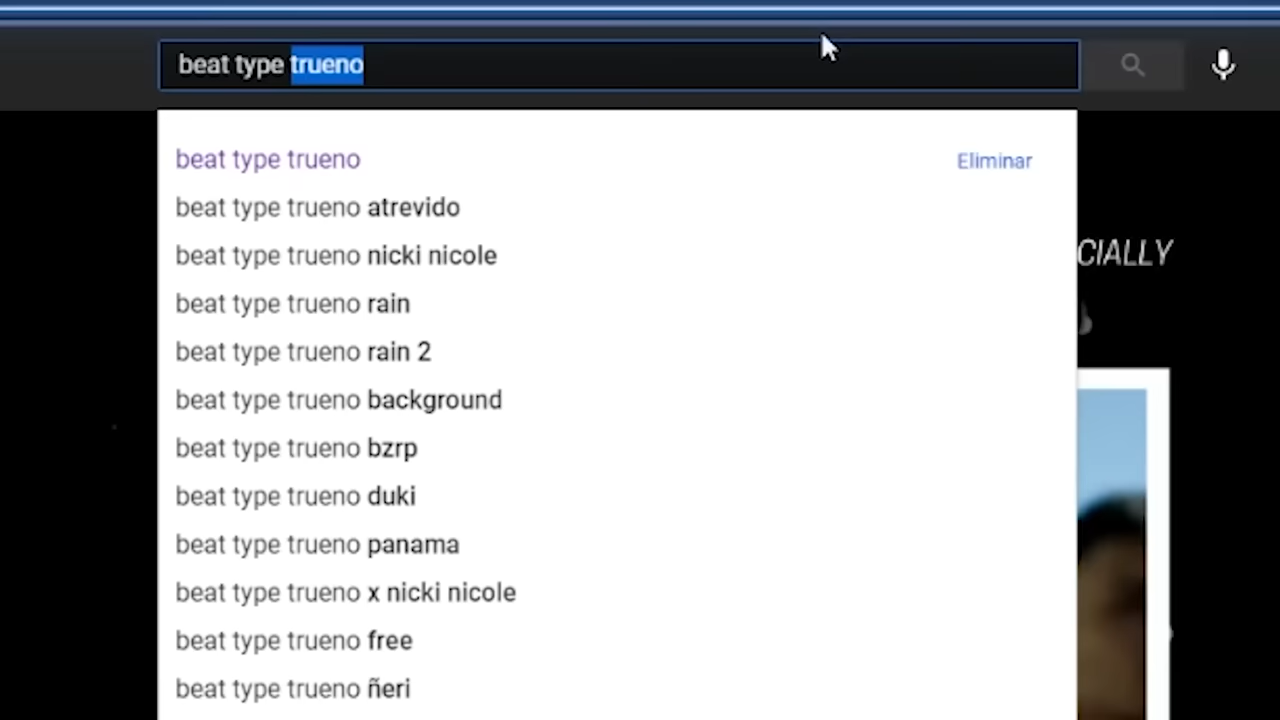 beat type trueno
beat type trueno Eliminar
beat type trueno atrevido
beat type trueno nicki nicole
CIALLY
beat type trueno rain
beat type trueno rain 2
beat type trueno background
beat type trueno bzrp
beat type trueno duki
beat type trueno panama
beat type trueno x nicki nicole
beat type trueno free
beat type trueno ñeri